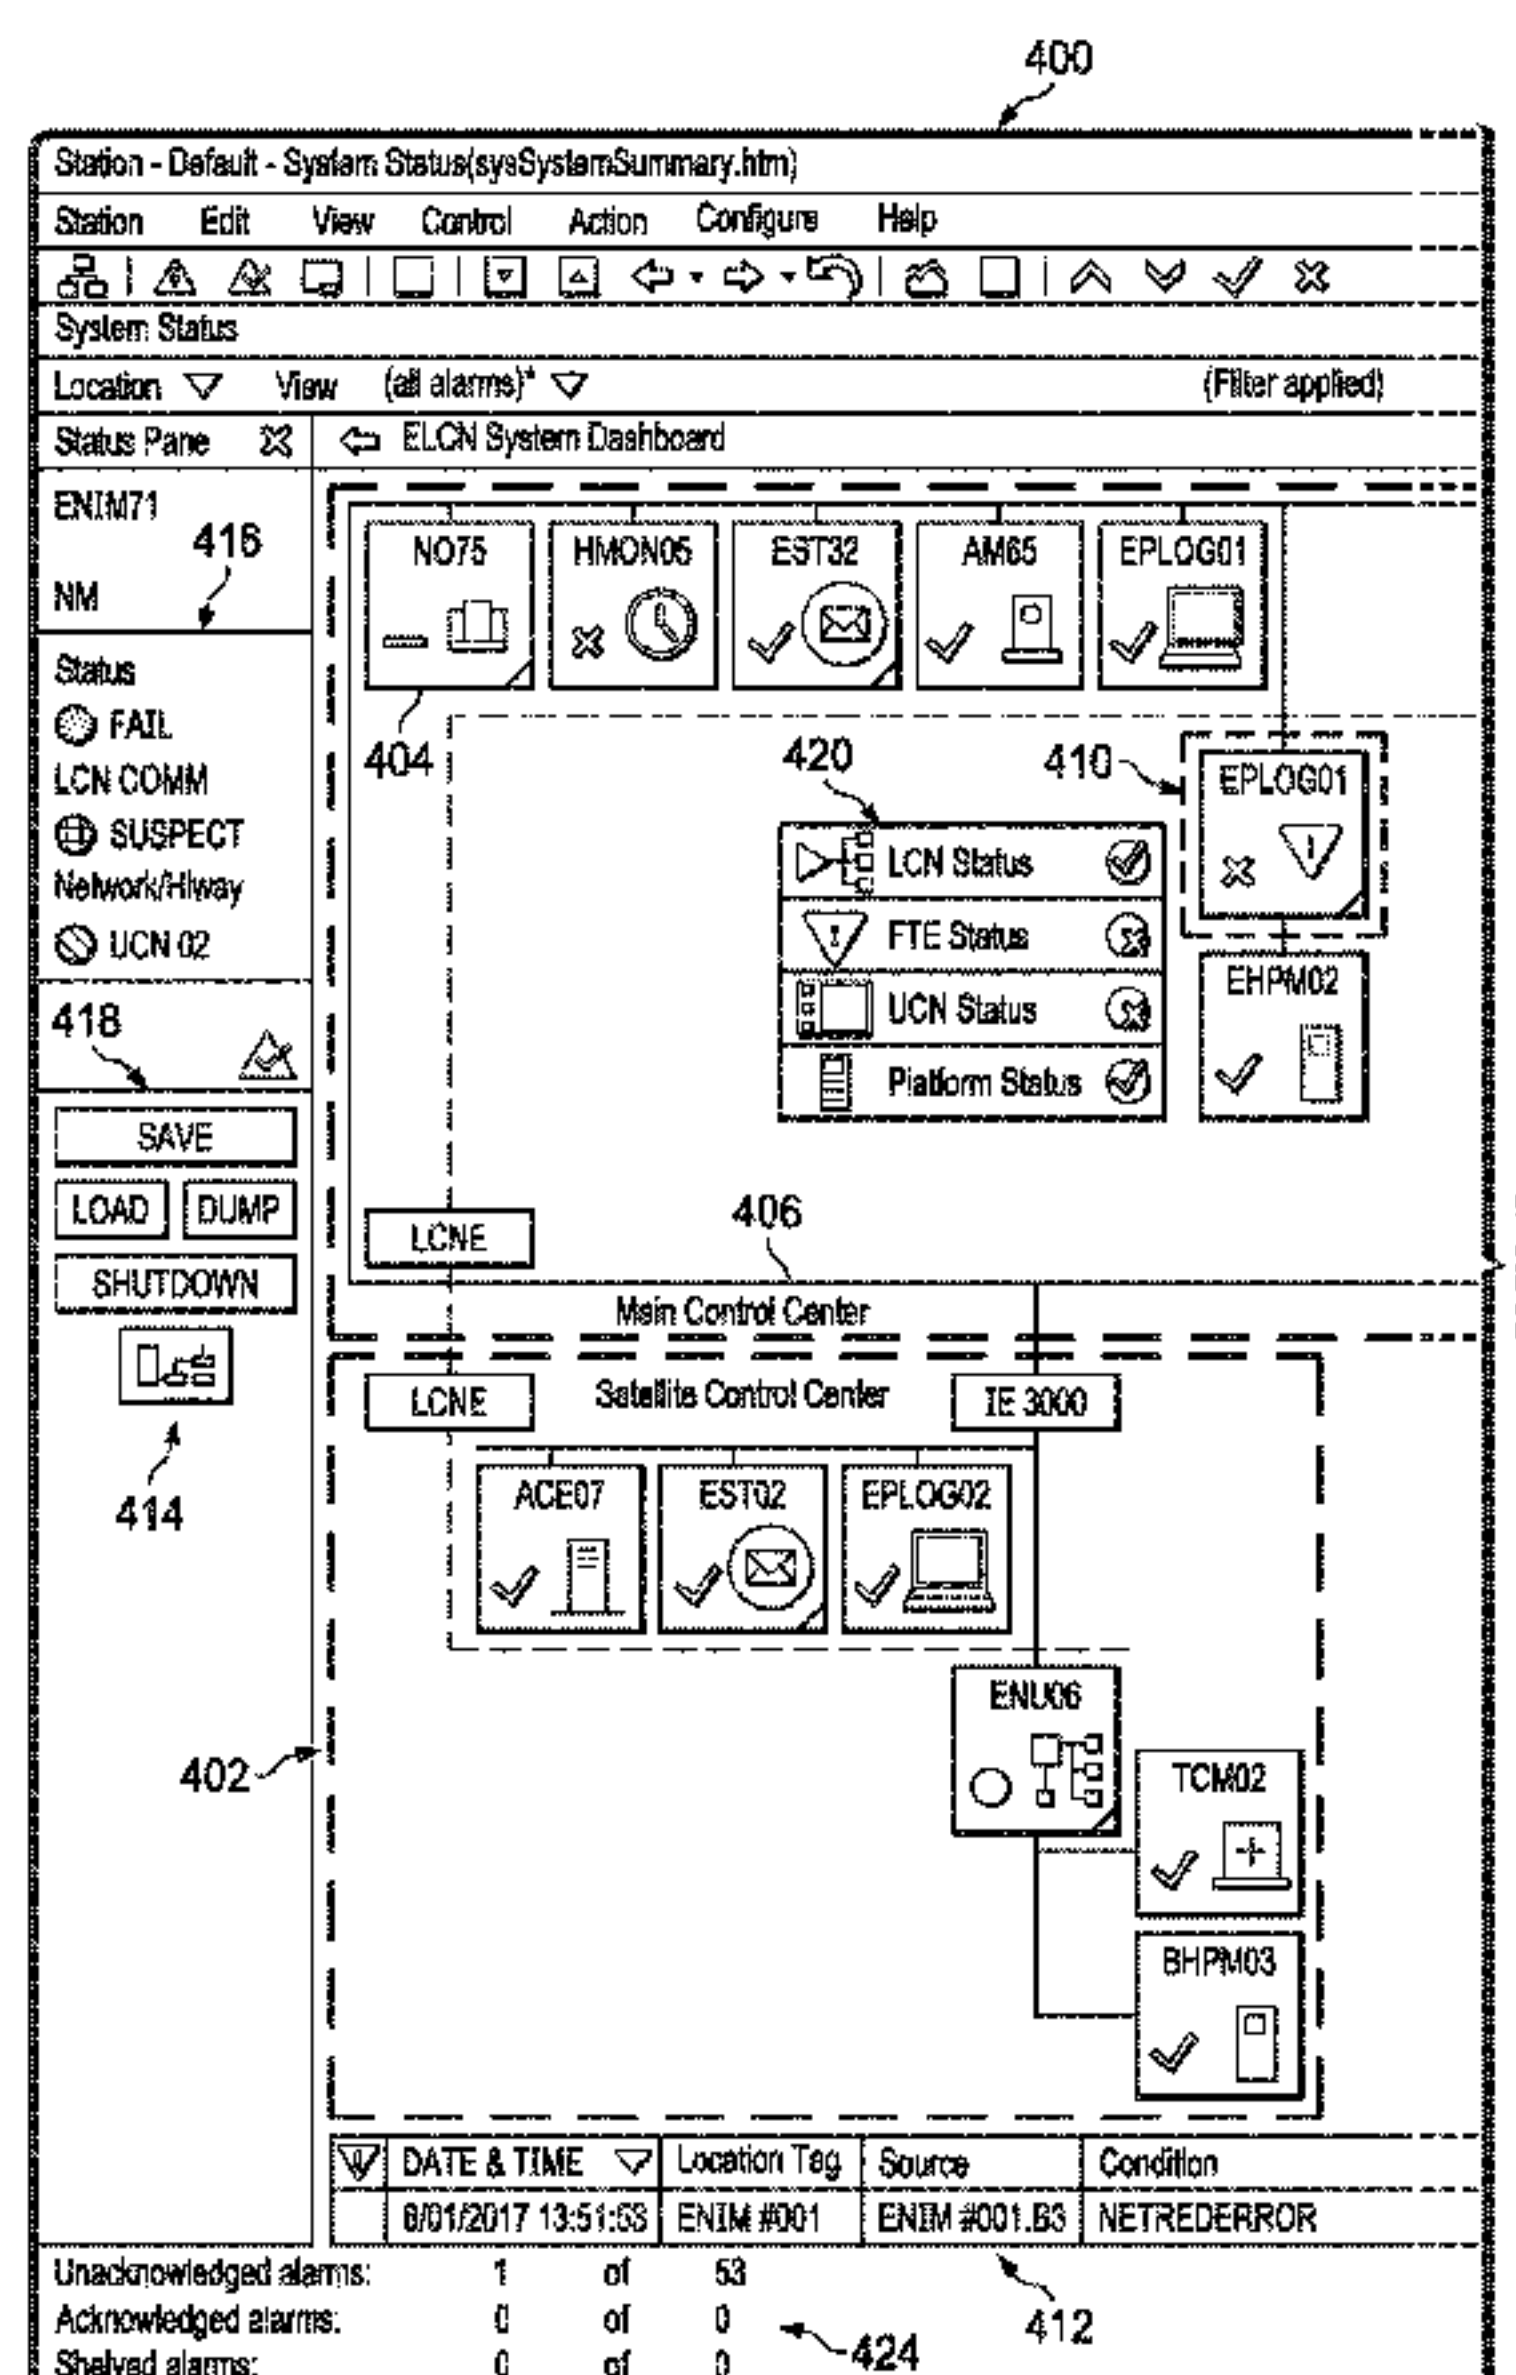 400
Station - Default - System Status(sysSystemSummary.htm)
Station Edit View Control Action Configure Help
System Status
Location View (all alarms)* (Filter applied)
Status Pane ELCN System Dashboard
ENIM71
416
NM
Status
FAIL
LCN COMM
SUSPECT
Network/Hiway
UCN 02
418
SAVE
LOAD DUMP
SHUTDOWN
414
NO75 HMON05 EST32 AM65 EPLOG01
404
420
410
EPLOG01
LCN Status
FTE Status
UCN Status
Platform Status
EHPM02
LCNE
406
Main Control Center
LCNE Satellite Control Center IE 3000
ACE07 EST02 EPLOG02
402
ENU06
TCM02
BHPM03
DATE & TIME Location Tag Source Condition
8/01/2017 13:51:53 ENIM #001 ENIM #001.B3 NETREDERROR
Unacknowledged alarms: 1 of 53
Acknowledged alarms: 0 of 0
Shelved alarms: 0 of 0
412
424